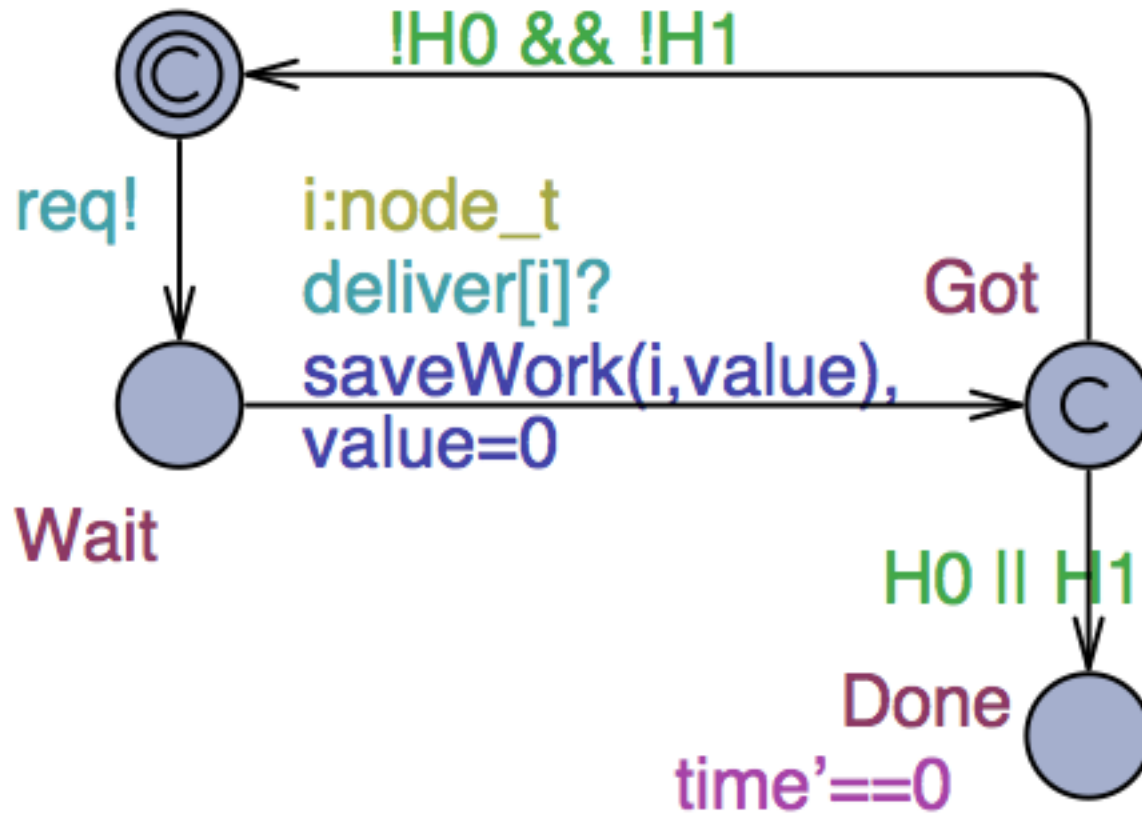 !H0 && !H1
C
req!
i:node_t
deliver[i]?
saveWork(i,value),
value=0
Got
C
Wait
H0 || H1
Done
time’==0